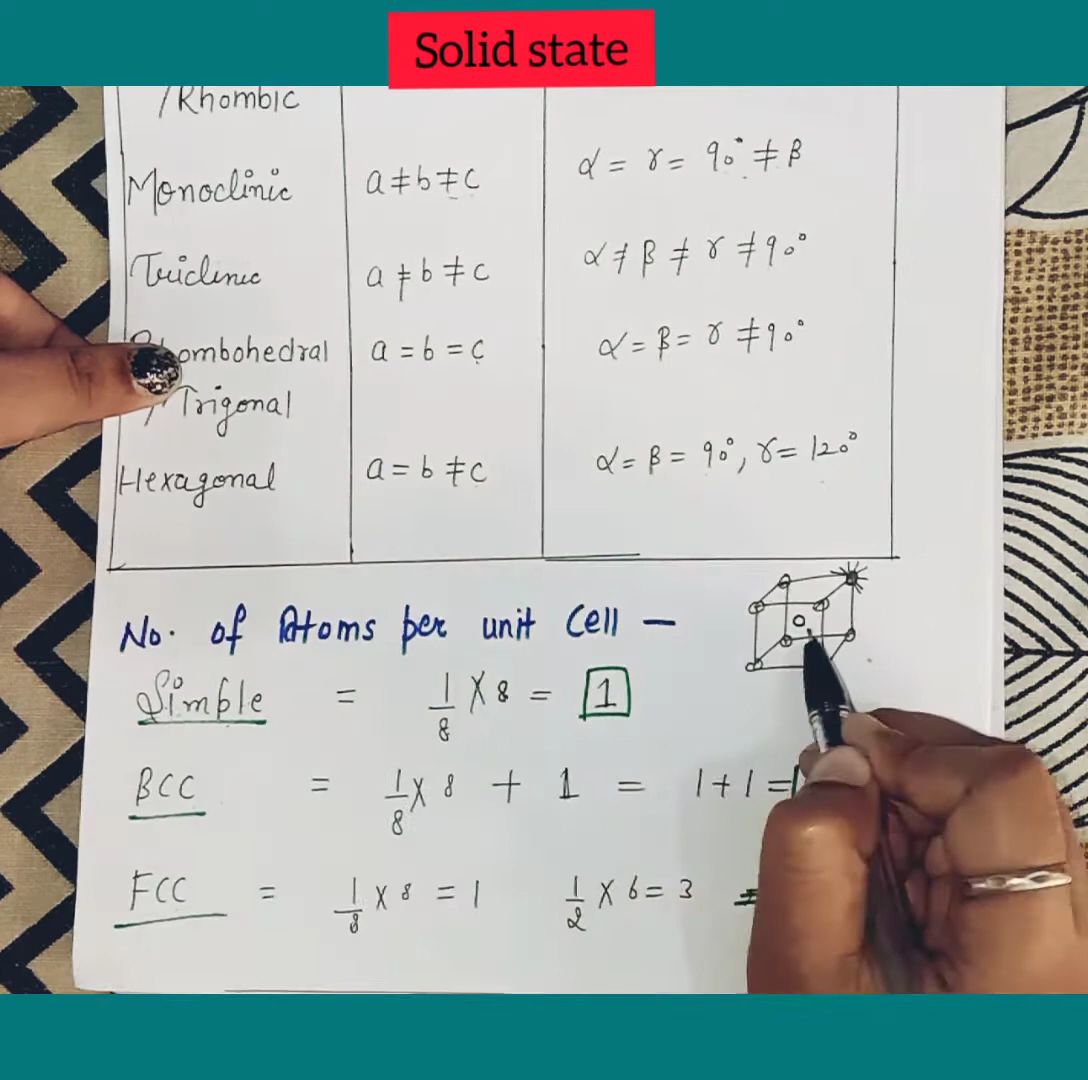 Solid state
/Rhombic
Monoclinic a ≠ b ≠ c α = γ = 90° ≠ β
Triclinic a ≠ b ≠ c α ≠ β ≠ γ ≠ 90°
Rhombohedral a = b = c α = β = γ ≠ 90°
/Trigonal
Hexagonal a = b ≠ c α = β = 90°, γ = 120°
No. of Atoms per unit Cell —
Simple = 1/8 X 8 = 1
BCC = 1/8 X 8 + 1 = 1 + 1 =
FCC = 1/8 X 8 = 1 1/2 X 6 = 3 =